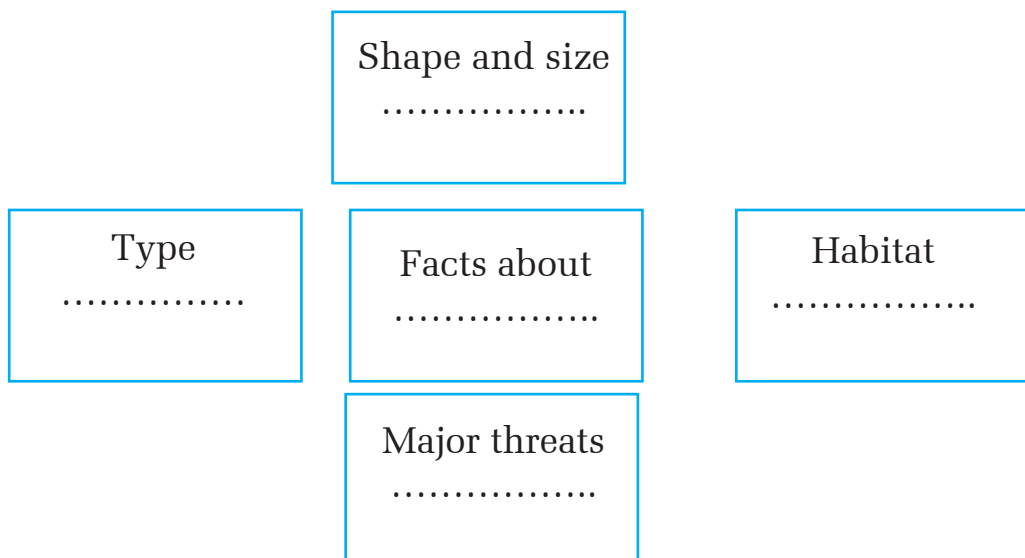 Shape and size
………………..
Type
……………
Facts about
………………..
Habitat
………………..
Major threats
………………..